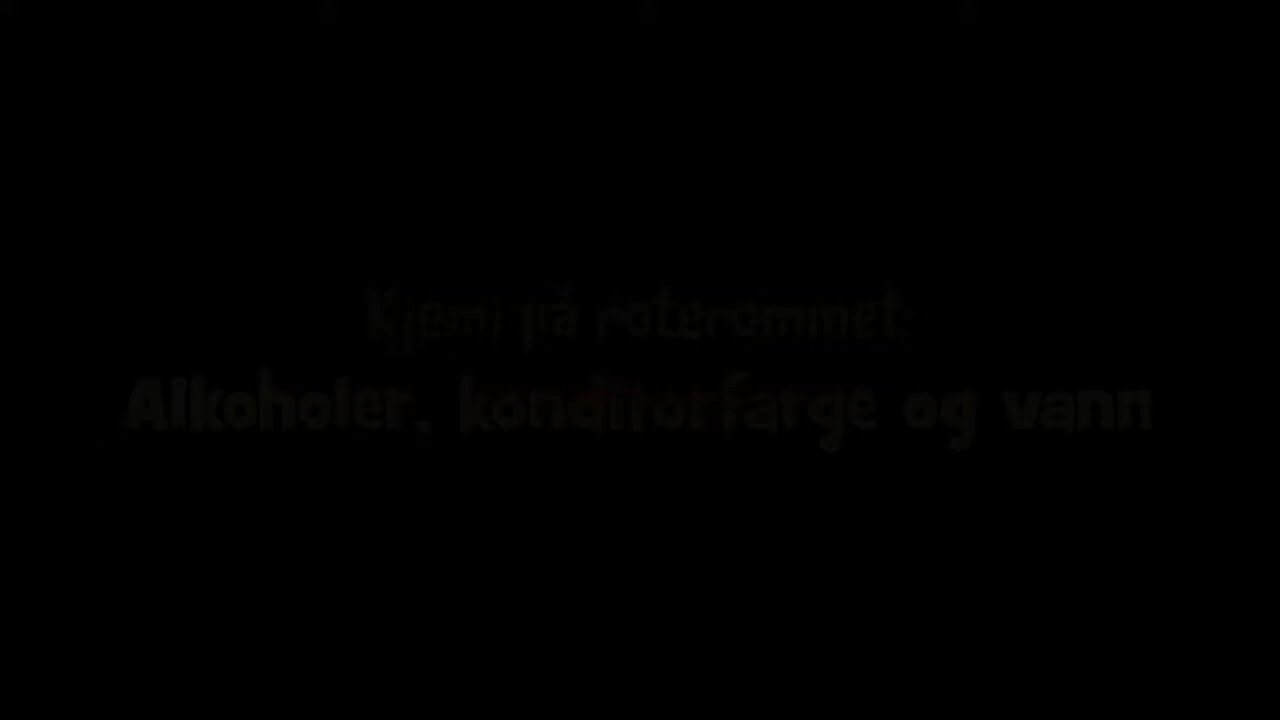 Kjemi på roterommet:
Alkoholer, konditorfarge og vann